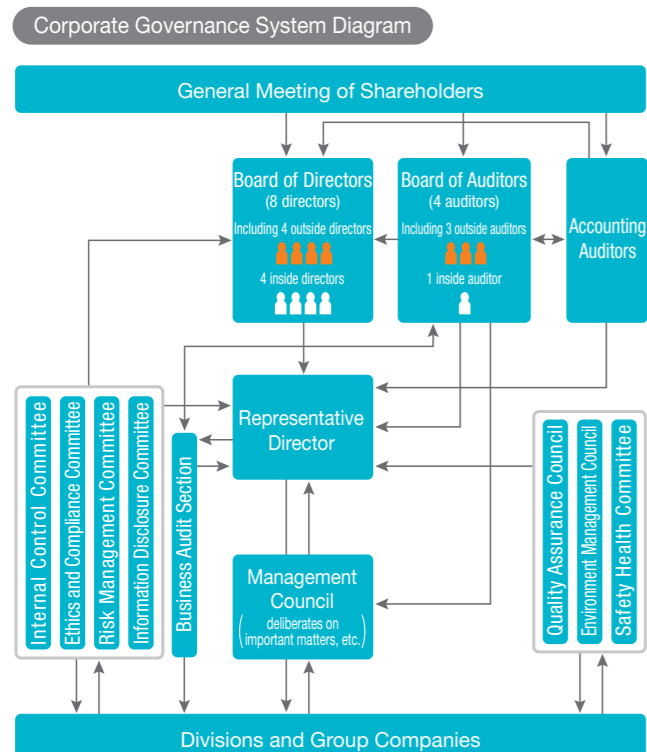 Corporate Governance System Diagram
General Meeting of Shareholders
Board of Directors
(8 directors)
Including 4 outside directors
4 inside directors
Board of Auditors
(4 auditors)
Including 3 outside auditors
1 inside auditor
Accounting
Auditors
Representative
Director
Internal Control Committee
Ethics and Compliance Committee
Risk Management Committee
Information Disclosure Committee
Business Audit Section
Management
Council
(deliberates on
important matters, etc.)
Quality Assurance Council
Environment Management Council
Safety Health Committee
Divisions and Group Companies